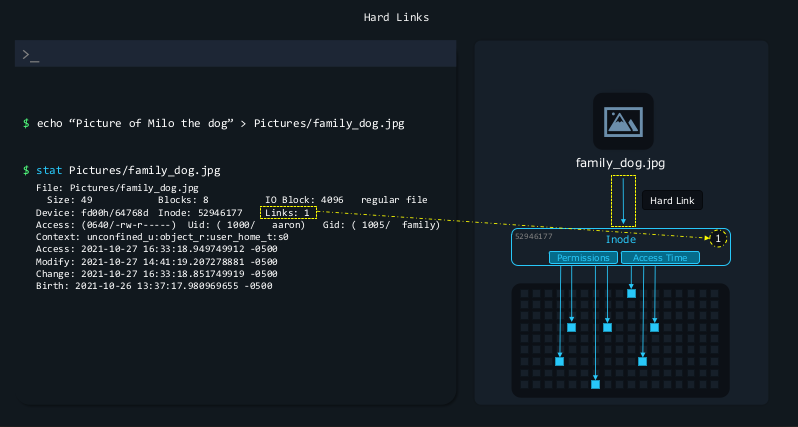 Hard Links
>_
$ echo “Picture of Milo the dog” > Pictures/family_dog.jpg
$ stat Pictures/family_dog.jpg
File: Pictures/family_dog.jpg
Size: 49 Blocks: 8 IO Block: 4096 regular file
Device: fd00h/64768d Inode: 52946177 Links: 1
Access: (0640/-rw-r-----) Uid: ( 1000/ aaron) Gid: ( 1005/ family)
Context: unconfined_u:object_r:user_home_t:s0
Access: 2021-10-27 16:33:18.949749912 -0500
Modify: 2021-10-27 14:41:19.207278881 -0500
Change: 2021-10-27 16:33:18.851749919 -0500
Birth: 2021-10-26 13:37:17.980969655 -0500
family_dog.jpg
Hard Link
52946177
Inode
1
Permissions
Access Time